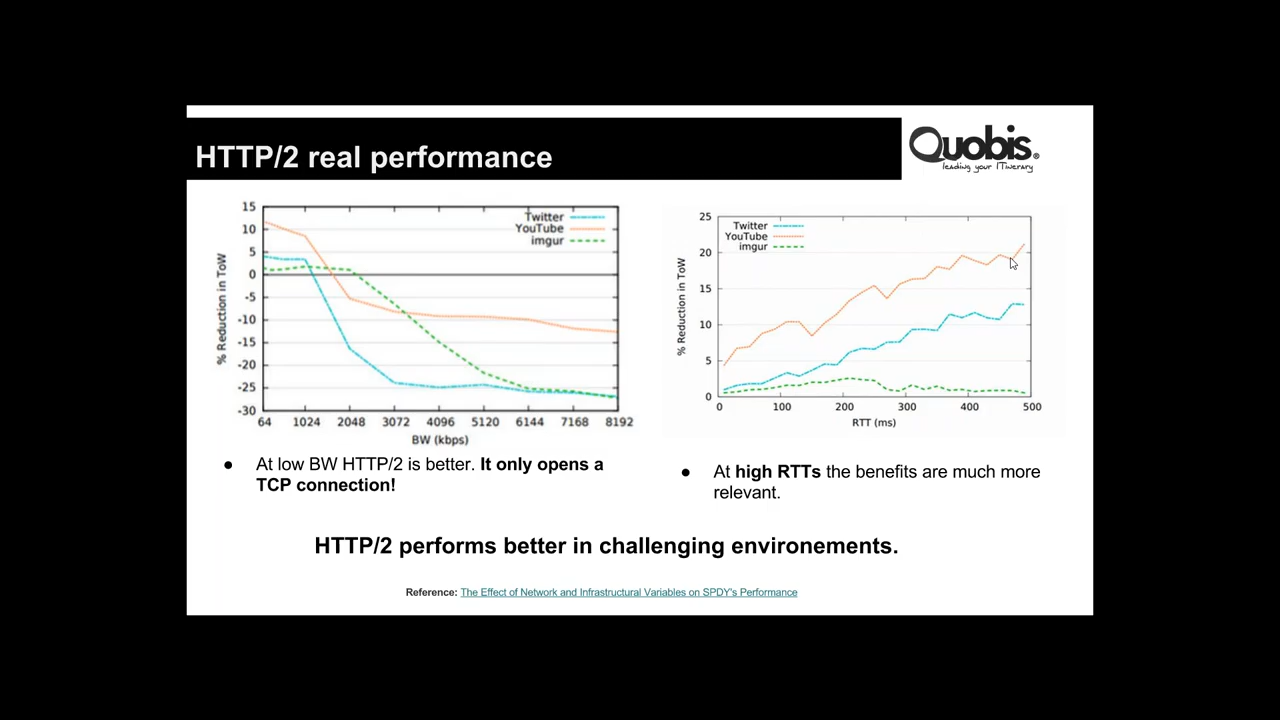 HTTP/2 real performance
Quobis®
leading your ITinerary
15
10
5
0
-5
-10
-15
-20
-25
-30
% Reduction in ToW
Twitter
YouTube
imgur
64 1024 2048 3072 4096 5120 6144 7168 8192
BW (kbps)
25
20
15
10
5
0
% Reduction in ToW
Twitter
YouTube
imgur
0 100 200 300 400 500
RTT (ms)
● At low BW HTTP/2 is better. It only opens a
TCP connection!
● At high RTTs the benefits are much more
relevant.
HTTP/2 performs better in challenging environements.
Reference: The Effect of Network and Infrastructural Variables on SPDY's Performance